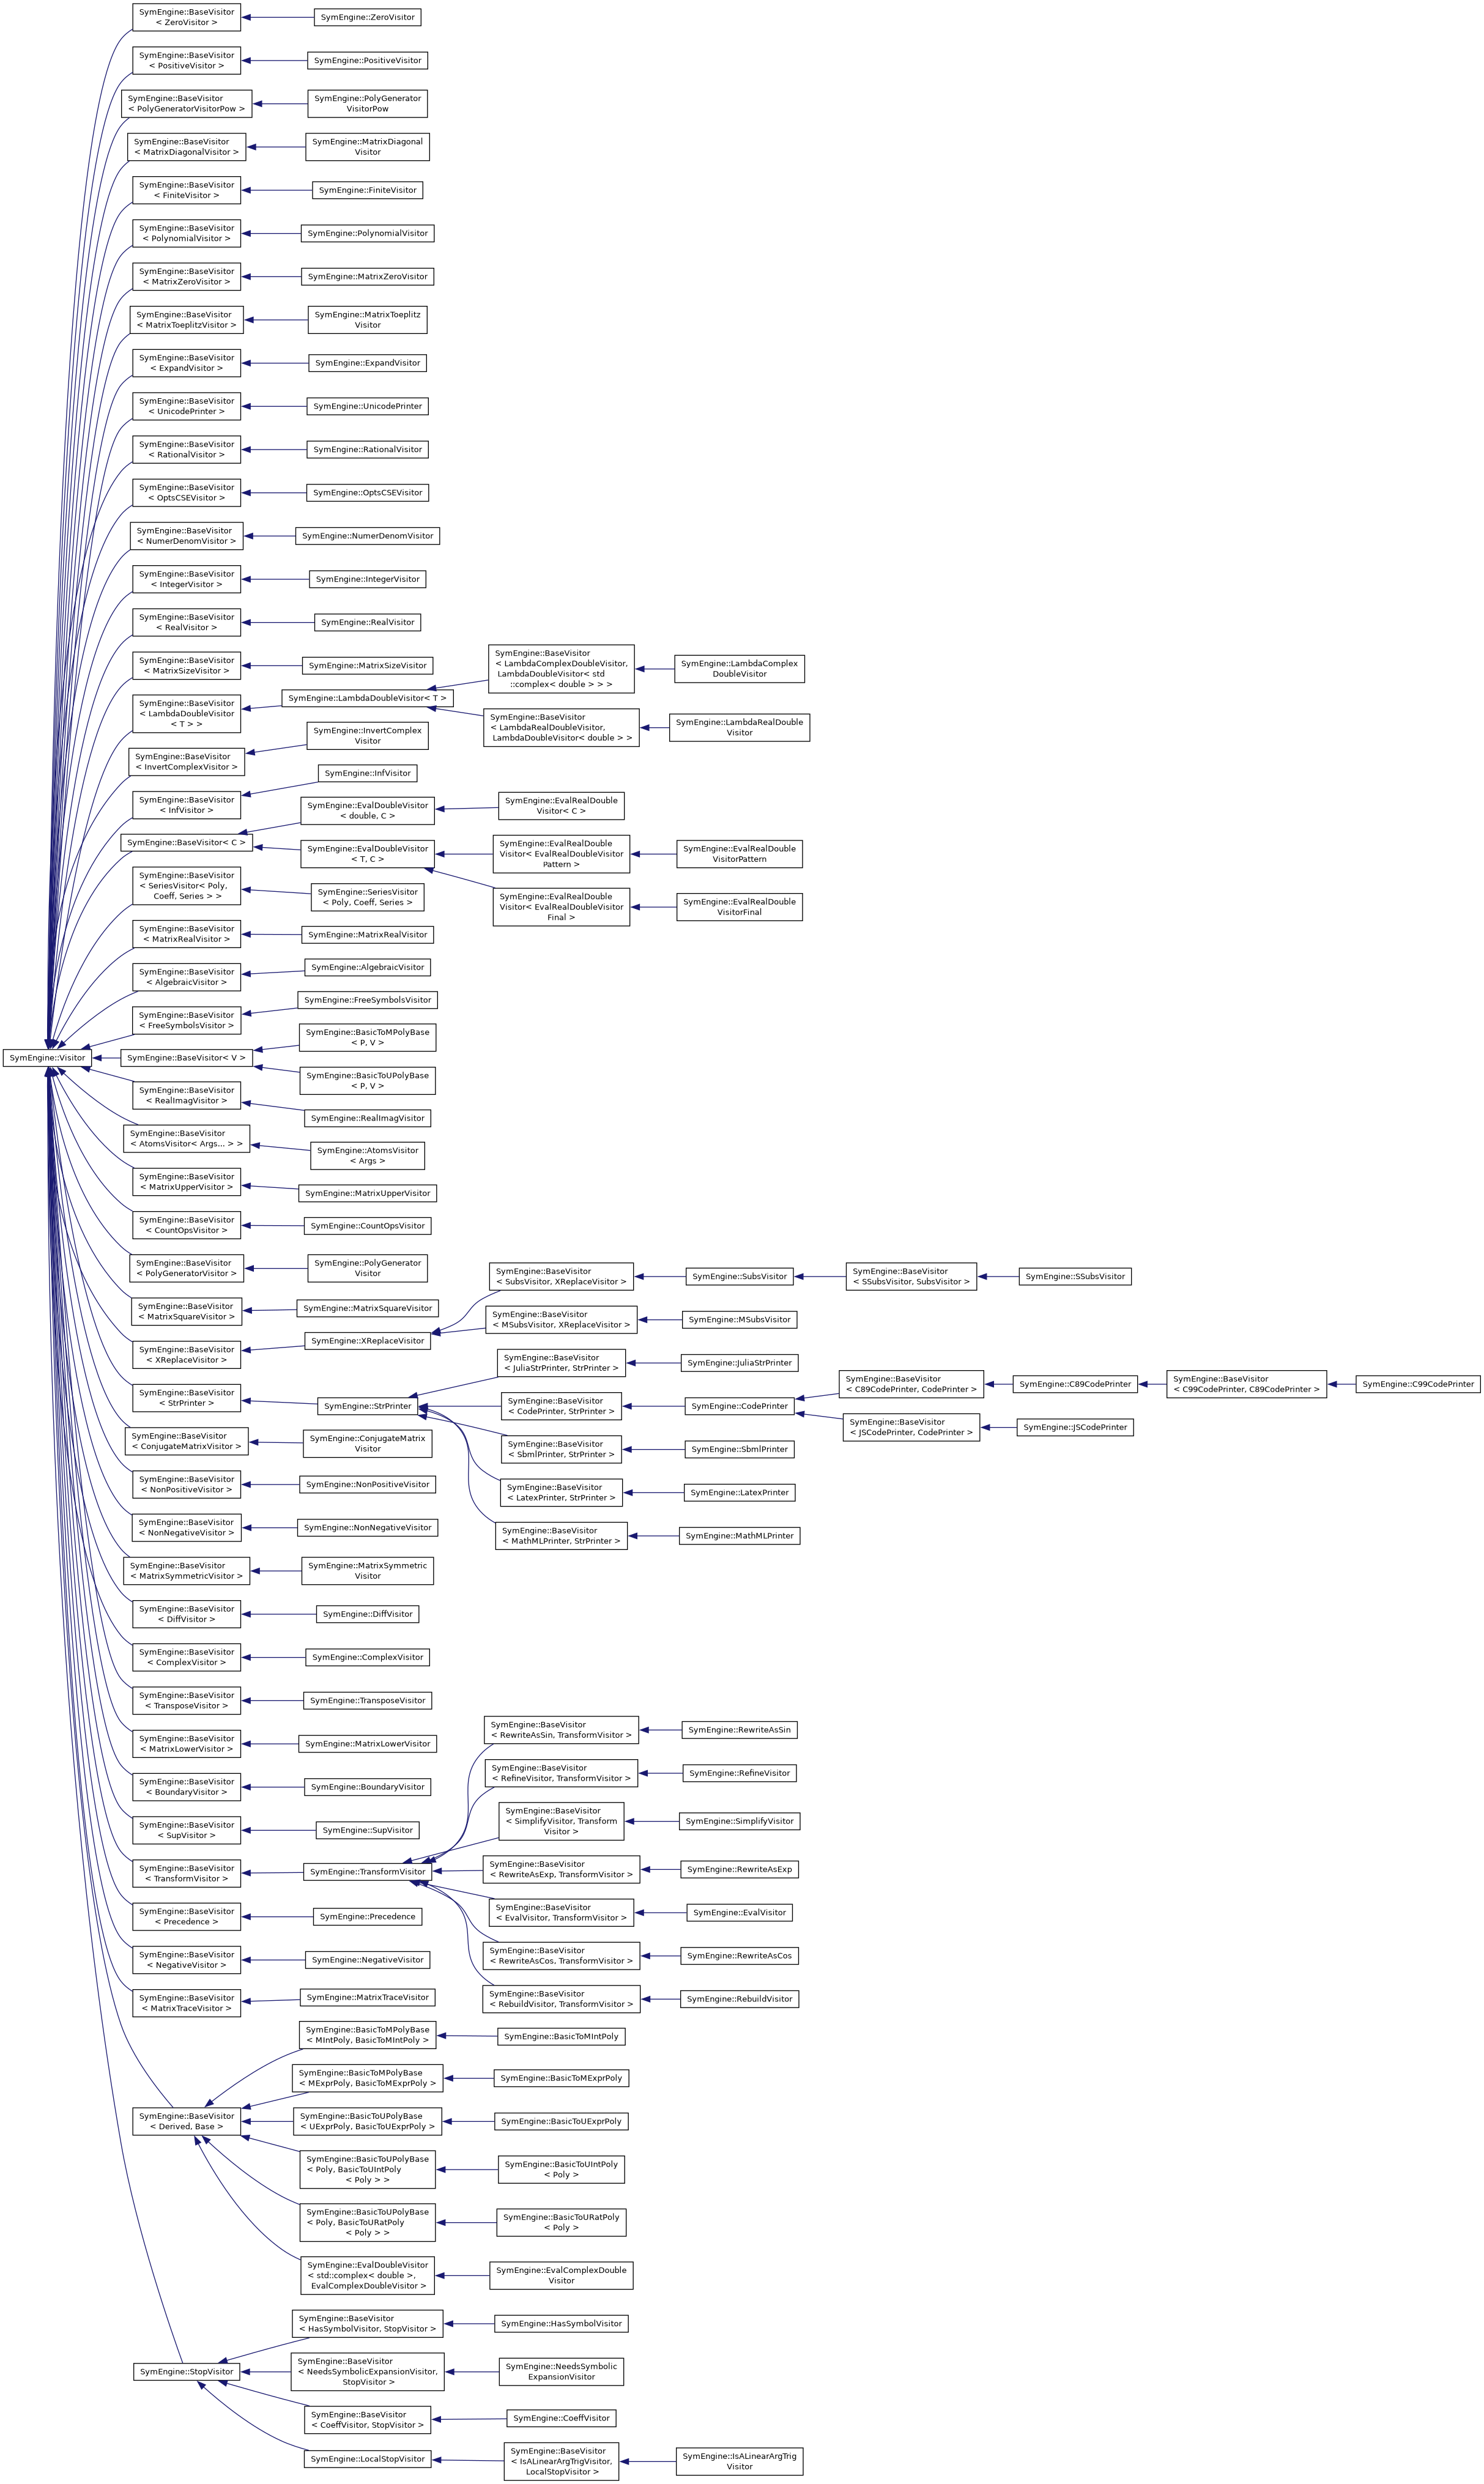 SymEngine::BaseVisitor
< ZeroVisitor >
SymEngine::ZeroVisitor
SymEngine::BaseVisitor
< PositiveVisitor >
SymEngine::PositiveVisitor
SymEngine::BaseVisitor
< PolyGeneratorVisitorPow >
SymEngine::PolyGenerator
VisitorPow
SymEngine::BaseVisitor
< MatrixDiagonalVisitor >
SymEngine::MatrixDiagonal
Visitor
SymEngine::BaseVisitor
< FiniteVisitor >
SymEngine::FiniteVisitor
SymEngine::BaseVisitor
< PolynomialVisitor >
SymEngine::PolynomialVisitor
SymEngine::BaseVisitor
< MatrixZeroVisitor >
SymEngine::MatrixZeroVisitor
SymEngine::BaseVisitor
< MatrixToeplitzVisitor >
SymEngine::MatrixToeplitz
Visitor
SymEngine::BaseVisitor
< ExpandVisitor >
SymEngine::ExpandVisitor
SymEngine::BaseVisitor
< UnicodePrinter >
SymEngine::UnicodePrinter
SymEngine::BaseVisitor
< RationalVisitor >
SymEngine::RationalVisitor
SymEngine::BaseVisitor
< OptsCSEVisitor >
SymEngine::OptsCSEVisitor
SymEngine::BaseVisitor
< NumerDenomVisitor >
SymEngine::NumerDenomVisitor
SymEngine::BaseVisitor
< IntegerVisitor >
SymEngine::IntegerVisitor
SymEngine::BaseVisitor
< RealVisitor >
SymEngine::RealVisitor
SymEngine::BaseVisitor
< MatrixSizeVisitor >
SymEngine::MatrixSizeVisitor
SymEngine::BaseVisitor
< LambdaDoubleVisitor
< T > >
SymEngine::LambdaDoubleVisitor< T >
SymEngine::BaseVisitor
< LambdaComplexDoubleVisitor,
LambdaDoubleVisitor< std
::complex< double > > >
SymEngine::LambdaComplex
DoubleVisitor
SymEngine::BaseVisitor
< LambdaRealDoubleVisitor,
LambdaDoubleVisitor< double > >
SymEngine::LambdaRealDouble
Visitor
SymEngine::BaseVisitor
< InvertComplexVisitor >
SymEngine::InvertComplex
Visitor
SymEngine::BaseVisitor
< InfVisitor >
SymEngine::InfVisitor
SymEngine::BaseVisitor< C >
SymEngine::EvalDoubleVisitor
< double, C >
SymEngine::EvalRealDouble
Visitor< C >
SymEngine::EvalDoubleVisitor
< T, C >
SymEngine::EvalRealDouble
Visitor< EvalRealDoubleVisitor
Pattern >
SymEngine::EvalRealDouble
VisitorPattern
SymEngine::EvalRealDouble
Visitor< EvalRealDoubleVisitor
Final >
SymEngine::EvalRealDouble
VisitorFinal
SymEngine::BaseVisitor
< SeriesVisitor< Poly,
Coeff, Series > >
SymEngine::SeriesVisitor
< Poly, Coeff, Series >
SymEngine::BaseVisitor
< MatrixRealVisitor >
SymEngine::MatrixRealVisitor
SymEngine::BaseVisitor
< AlgebraicVisitor >
SymEngine::AlgebraicVisitor
SymEngine::BaseVisitor
< FreeSymbolsVisitor >
SymEngine::FreeSymbolsVisitor
SymEngine::Visitor
SymEngine::BaseVisitor< V >
SymEngine::BasicToMPolyBase
< P, V >
SymEngine::BasicToUPolyBase
< P, V >
SymEngine::BaseVisitor
< RealImagVisitor >
SymEngine::RealImagVisitor
SymEngine::BaseVisitor
< AtomsVisitor< Args... > >
SymEngine::AtomsVisitor
< Args >
SymEngine::BaseVisitor
< MatrixUpperVisitor >
SymEngine::MatrixUpperVisitor
SymEngine::BaseVisitor
< CountOpsVisitor >
SymEngine::CountOpsVisitor
SymEngine::BaseVisitor
< PolyGeneratorVisitor >
SymEngine::PolyGenerator
Visitor
SymEngine::BaseVisitor
< MatrixSquareVisitor >
SymEngine::MatrixSquareVisitor
SymEngine::BaseVisitor
< XReplaceVisitor >
SymEngine::XReplaceVisitor
SymEngine::BaseVisitor
< SubsVisitor, XReplaceVisitor >
SymEngine::SubsVisitor
SymEngine::BaseVisitor
< SSubsVisitor, SubsVisitor >
SymEngine::SSubsVisitor
SymEngine::BaseVisitor
< MSubsVisitor, XReplaceVisitor >
SymEngine::MSubsVisitor
SymEngine::BaseVisitor
< StrPrinter >
SymEngine::StrPrinter
SymEngine::BaseVisitor
< JuliaStrPrinter, StrPrinter >
SymEngine::JuliaStrPrinter
SymEngine::BaseVisitor
< CodePrinter, StrPrinter >
SymEngine::CodePrinter
SymEngine::BaseVisitor
< C89CodePrinter, CodePrinter >
SymEngine::C89CodePrinter
SymEngine::BaseVisitor
< C99CodePrinter, C89CodePrinter >
SymEngine::C99CodePrinter
SymEngine::BaseVisitor
< JSCodePrinter, CodePrinter >
SymEngine::JSCodePrinter
SymEngine::BaseVisitor
< SbmlPrinter, StrPrinter >
SymEngine::SbmlPrinter
SymEngine::BaseVisitor
< LatexPrinter, StrPrinter >
SymEngine::LatexPrinter
SymEngine::BaseVisitor
< MathMLPrinter, StrPrinter >
SymEngine::MathMLPrinter
SymEngine::BaseVisitor
< ConjugateMatrixVisitor >
SymEngine::ConjugateMatrix
Visitor
SymEngine::BaseVisitor
< NonPositiveVisitor >
SymEngine::NonPositiveVisitor
SymEngine::BaseVisitor
< NonNegativeVisitor >
SymEngine::NonNegativeVisitor
SymEngine::BaseVisitor
< MatrixSymmetricVisitor >
SymEngine::MatrixSymmetric
Visitor
SymEngine::BaseVisitor
< DiffVisitor >
SymEngine::DiffVisitor
SymEngine::BaseVisitor
< ComplexVisitor >
SymEngine::ComplexVisitor
SymEngine::BaseVisitor
< TransposeVisitor >
SymEngine::TransposeVisitor
SymEngine::BaseVisitor
< MatrixLowerVisitor >
SymEngine::MatrixLowerVisitor
SymEngine::BaseVisitor
< BoundaryVisitor >
SymEngine::BoundaryVisitor
SymEngine::BaseVisitor
< SupVisitor >
SymEngine::SupVisitor
SymEngine::BaseVisitor
< TransformVisitor >
SymEngine::TransformVisitor
SymEngine::BaseVisitor
< RewriteAsSin, TransformVisitor >
SymEngine::RewriteAsSin
SymEngine::BaseVisitor
< RefineVisitor, TransformVisitor >
SymEngine::RefineVisitor
SymEngine::BaseVisitor
< SimplifyVisitor, Transform
Visitor >
SymEngine::SimplifyVisitor
SymEngine::BaseVisitor
< RewriteAsExp, TransformVisitor >
SymEngine::RewriteAsExp
SymEngine::BaseVisitor
< EvalVisitor, TransformVisitor >
SymEngine::EvalVisitor
SymEngine::BaseVisitor
< RewriteAsCos, TransformVisitor >
SymEngine::RewriteAsCos
SymEngine::BaseVisitor
< RebuildVisitor, TransformVisitor >
SymEngine::RebuildVisitor
SymEngine::BaseVisitor
< Precedence >
SymEngine::Precedence
SymEngine::BaseVisitor
< NegativeVisitor >
SymEngine::NegativeVisitor
SymEngine::BaseVisitor
< MatrixTraceVisitor >
SymEngine::MatrixTraceVisitor
SymEngine::BaseVisitor
< Derived, Base >
SymEngine::BasicToMPolyBase
< MIntPoly, BasicToMIntPoly >
SymEngine::BasicToMIntPoly
SymEngine::BasicToMPolyBase
< MExprPoly, BasicToMExprPoly >
SymEngine::BasicToMExprPoly
SymEngine::BasicToUPolyBase
< UExprPoly, BasicToUExprPoly >
SymEngine::BasicToUExprPoly
SymEngine::BasicToUPolyBase
< Poly, BasicToUIntPoly
< Poly > >
SymEngine::BasicToUIntPoly
< Poly >
SymEngine::BasicToUPolyBase
< Poly, BasicToURatPoly
< Poly > >
SymEngine::BasicToURatPoly
< Poly >
SymEngine::EvalDoubleVisitor
< std::complex< double >,
EvalComplexDoubleVisitor >
SymEngine::EvalComplexDouble
Visitor
SymEngine::StopVisitor
SymEngine::BaseVisitor
< HasSymbolVisitor, StopVisitor >
SymEngine::HasSymbolVisitor
SymEngine::BaseVisitor
< NeedsSymbolicExpansionVisitor,
StopVisitor >
SymEngine::NeedsSymbolic
ExpansionVisitor
SymEngine::BaseVisitor
< CoeffVisitor, StopVisitor >
SymEngine::CoeffVisitor
SymEngine::LocalStopVisitor
SymEngine::BaseVisitor
< IsALinearArgTrigVisitor,
LocalStopVisitor >
SymEngine::IsALinearArgTrig
Visitor